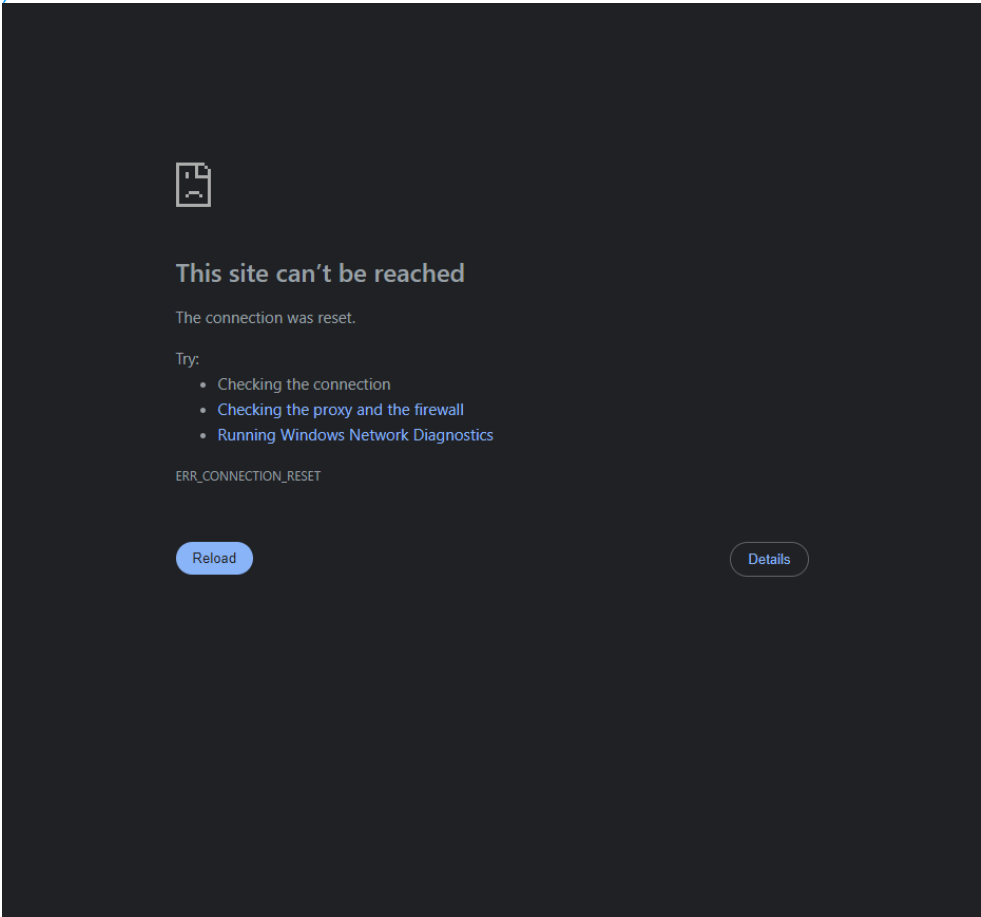 This site can’t be reached
The connection was reset.
Try:
• Checking the connection
• Checking the proxy and the firewall
• Running Windows Network Diagnostics
ERR_CONNECTION_RESET
Reload
Details